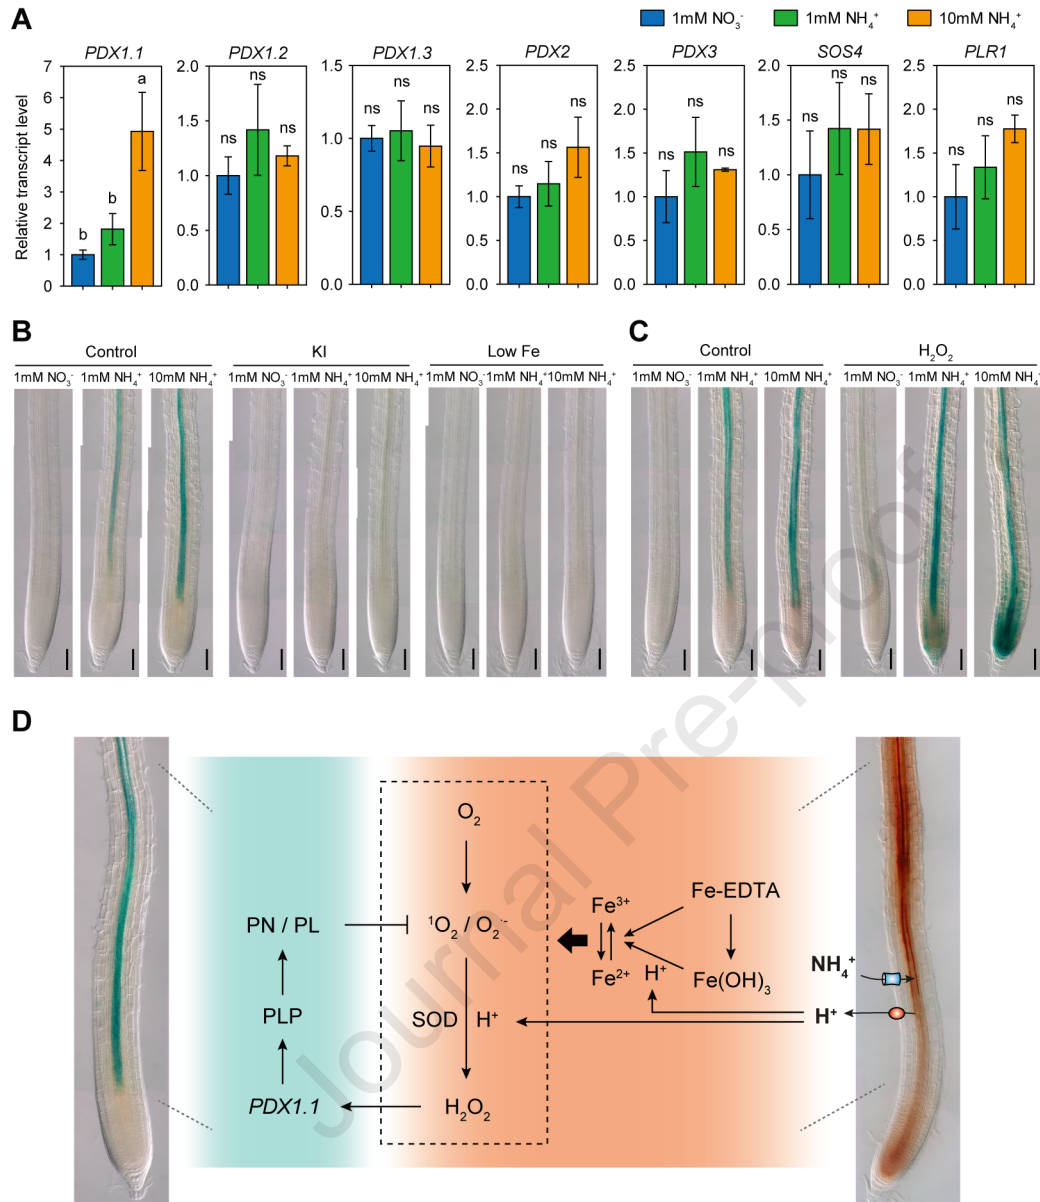 A
1mM NO₃⁻ 1mM NH₄⁺ 10mM NH₄⁺
PDX1.1 PDX1.2 PDX1.3 PDX2 PDX3 SOS4 PLR1
Relative transcript level
7
6
5
4
3
2
1
0
b b a
2.0
1.5
1.0
0.5
0.0
ns ns ns
1.5
1.0
0.5
0.0
ns ns ns
2.5
2.0
1.5
1.0
0.5
0.0
ns ns ns
2.5
2.0
1.5
1.0
0.5
0.0
ns ns ns
2.5
2.0
1.5
1.0
0.5
0.0
ns ns ns
2.5
2.0
1.5
1.0
0.5
0.0
ns ns ns
B
Control KI Low Fe
1mM NO₃⁻ 1mM NH₄⁺ 10mM NH₄⁺ 1mM NO₃⁻ 1mM NH₄⁺ 10mM NH₄⁺ 1mM NO₃⁻ 1mM NH₄⁺ 10mM NH₄⁺
C
Control H₂O₂
1mM NO₃⁻ 1mM NH₄⁺ 10mM NH₄⁺ 1mM NO₃⁻ 1mM NH₄⁺ 10mM NH₄⁺
D
O₂
PN / PL ¹O₂ / O₂·⁻ Fe³⁺ Fe-EDTA
Fe²⁺ H⁺ Fe(OH)₃ NH₄⁺
PLP SOD H⁺ H⁺
PDX1.1 H₂O₂
Journal Pre-proof